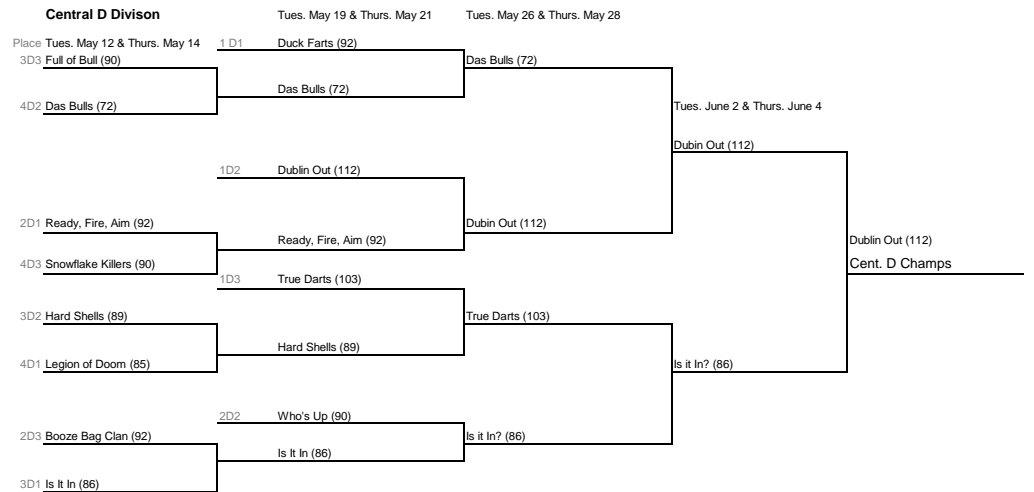 Central D Divison
Tues. May 19 & Thurs. May 21
Tues. May 26 & Thurs. May 28
Place Tues. May 12 & Thurs. May 14
1 D1 Duck Farts (92)
3D3 Full of Bull (90)
Das Bulls (72)
Das Bulls (72)
4D2 Das Bulls (72)
Tues. June 2 & Thurs. June 4
Dubin Out (112)
1D2 Dublin Out (112)
2D1 Ready, Fire, Aim (92)
Dubin Out (112)
Ready, Fire, Aim (92)
Dublin Out (112)
4D3 Snowflake Killers (90)
Cent. D Champs
1D3 True Darts (103)
3D2 Hard Shells (89)
True Darts (103)
Hard Shells (89)
4D1 Legion of Doom (85)
Is it In? (86)
2D2 Who's Up (90)
2D3 Booze Bag Clan (92)
Is it In? (86)
Is It In (86)
3D1 Is It In (86)